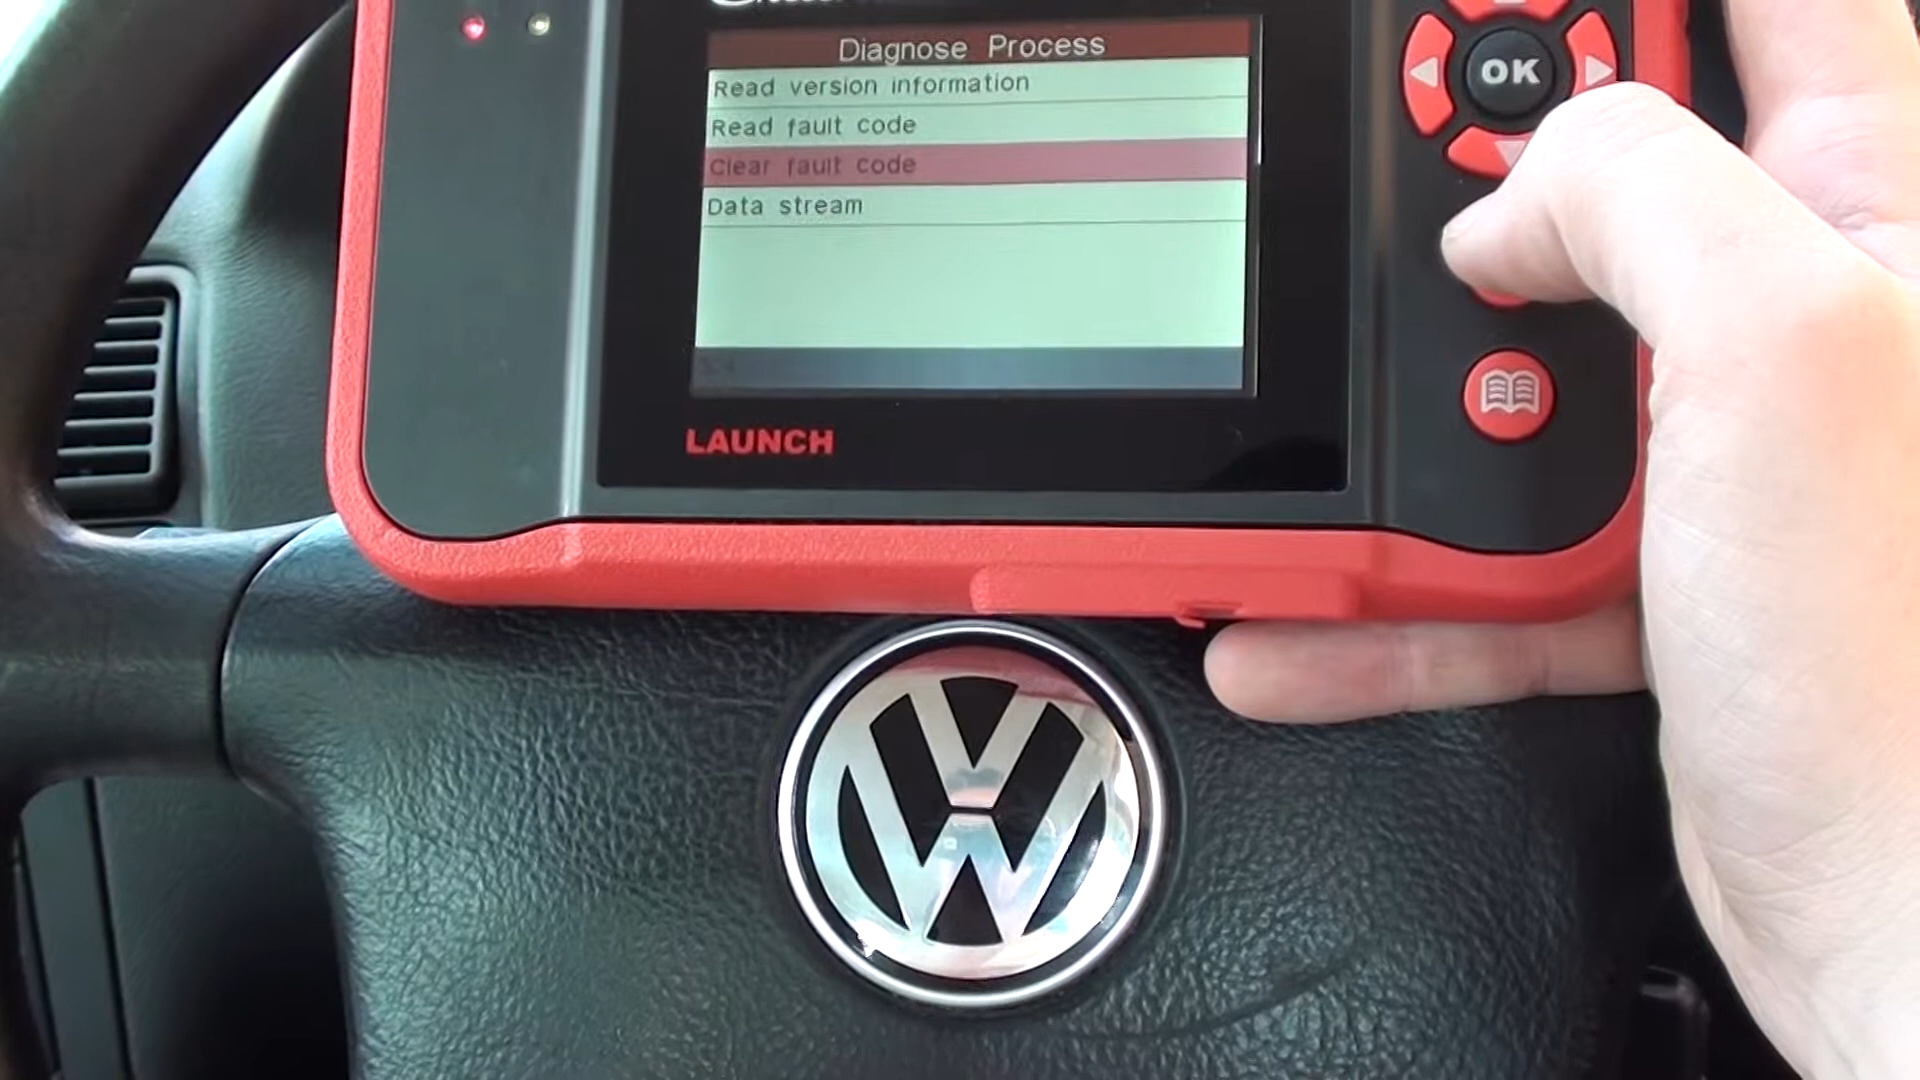 Diagnose Process
OK
Read version information
Read fault code
Clear fault code
Data stream
LAUNCH